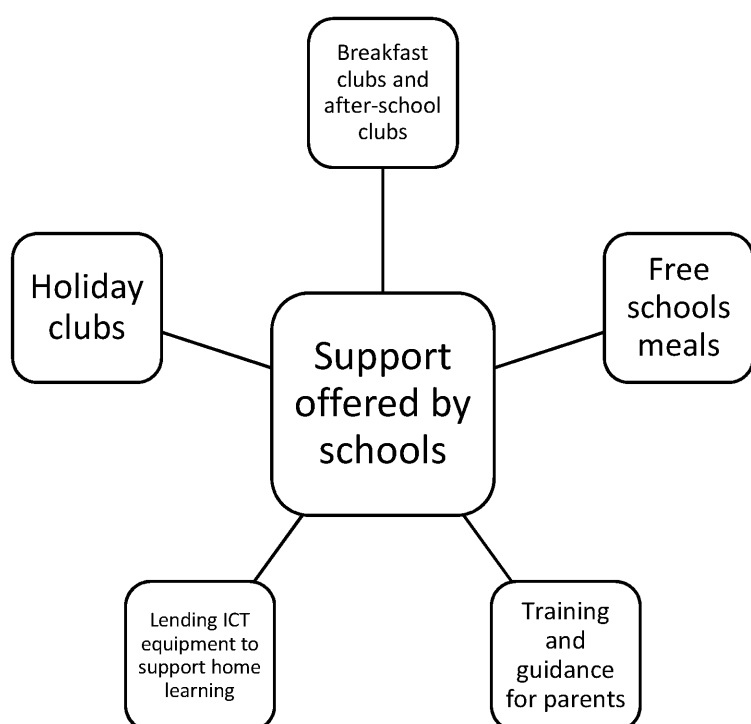 Breakfast
clubs and
after-school
clubs
Holiday
clubs
Free
schools
meals
Support
offered by
schools
Lending ICT
equipment to
support home
learning
Training
and
guidance
for parents